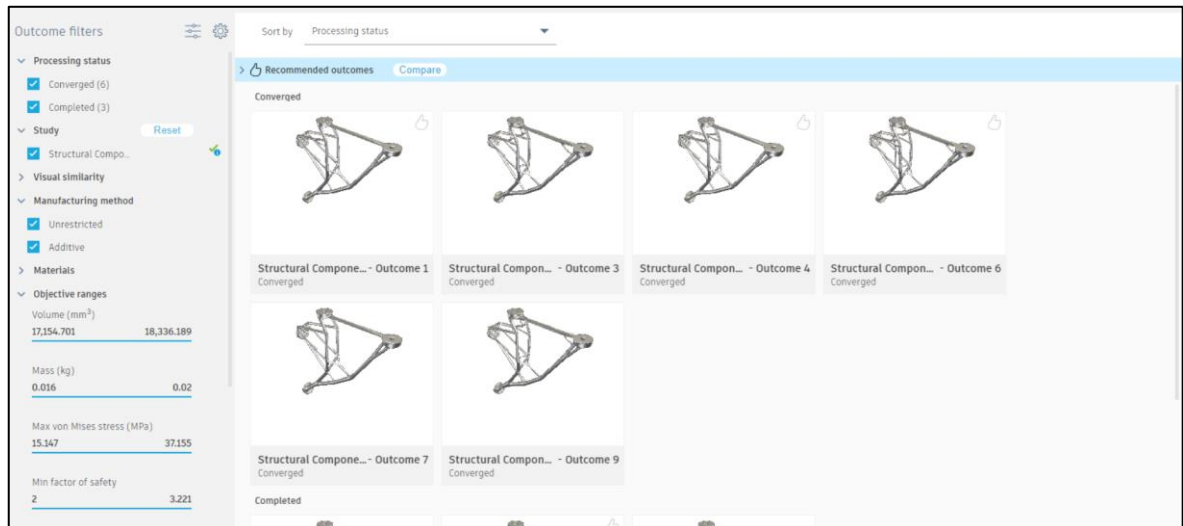 Outcome filters
Processing status
Converged (6)
Completed (3)
Study
Reset
Structural Compo...
Visual similarity
Manufacturing method
Unrestricted
Additive
Materials
Objective ranges
Volume (mm³)
17,154.701 18,336.189
Mass (kg)
0.016 0.02
Max von Mises stress (MPa)
15.147 37.155
Min factor of safety
2 3.221
Sort by Processing status
Recommended outcomes Compare
Converged
Structural Compone... - Outcome 1
Converged
Structural Compon... - Outcome 3
Converged
Structural Compon... - Outcome 4
Converged
Structural Compon... - Outcome 6
Converged
Structural Compone... - Outcome 7
Converged
Structural Compon... - Outcome 9
Converged
Completed